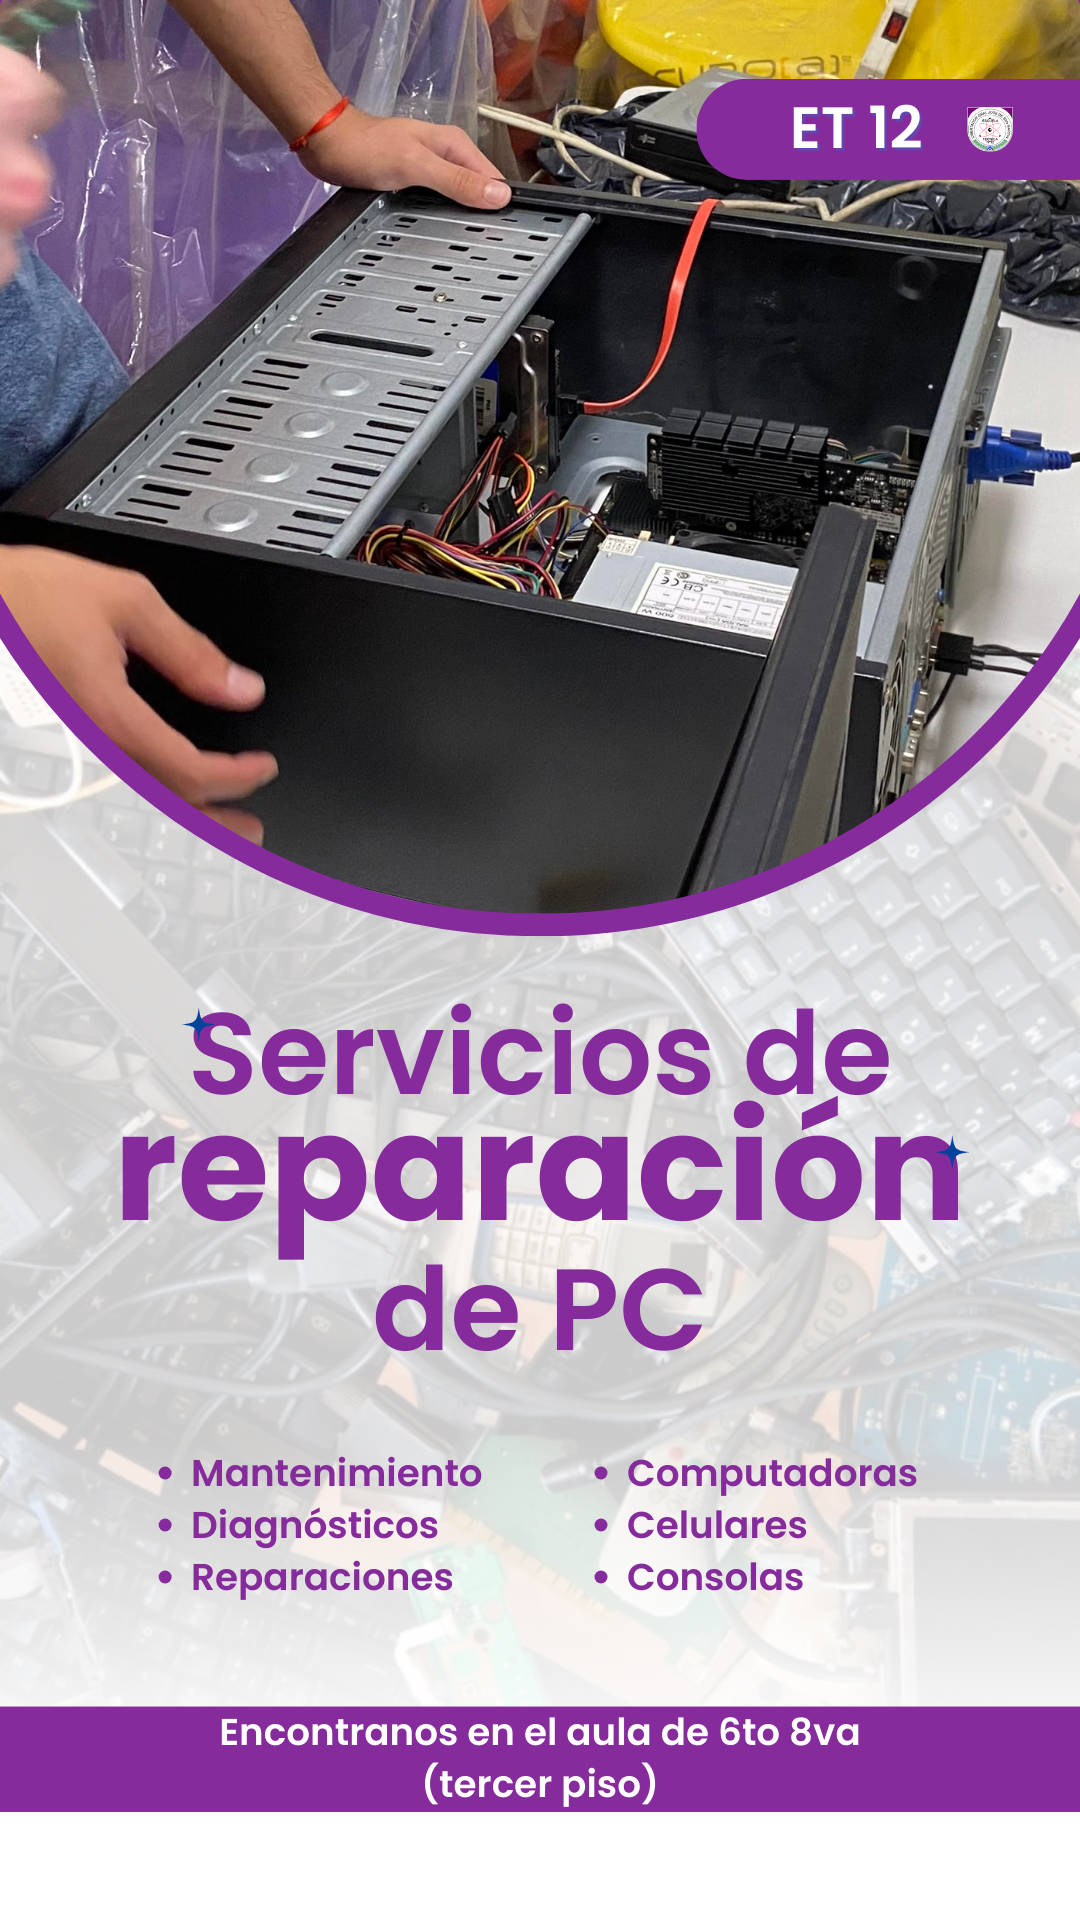 ET 12
Servicios de
reparación
de PC
• Mantenimiento
• Diagnósticos
• Reparaciones
• Computadoras
• Celulares
• Consolas
Encontranos en el aula de 6to 8va
(tercer piso)